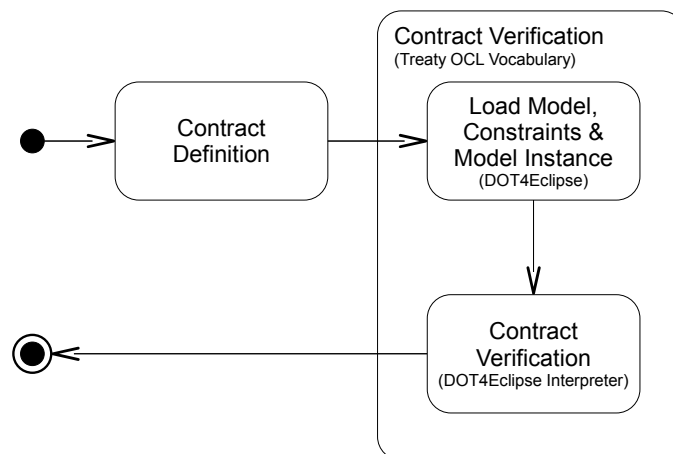 Contract Verification
(Treaty OCL Vocabulary)
Contract
Definition
Load Model,
Constraints &
Model Instance
(DOT4Eclipse)
Contract
Verification
(DOT4Eclipse Interpreter)